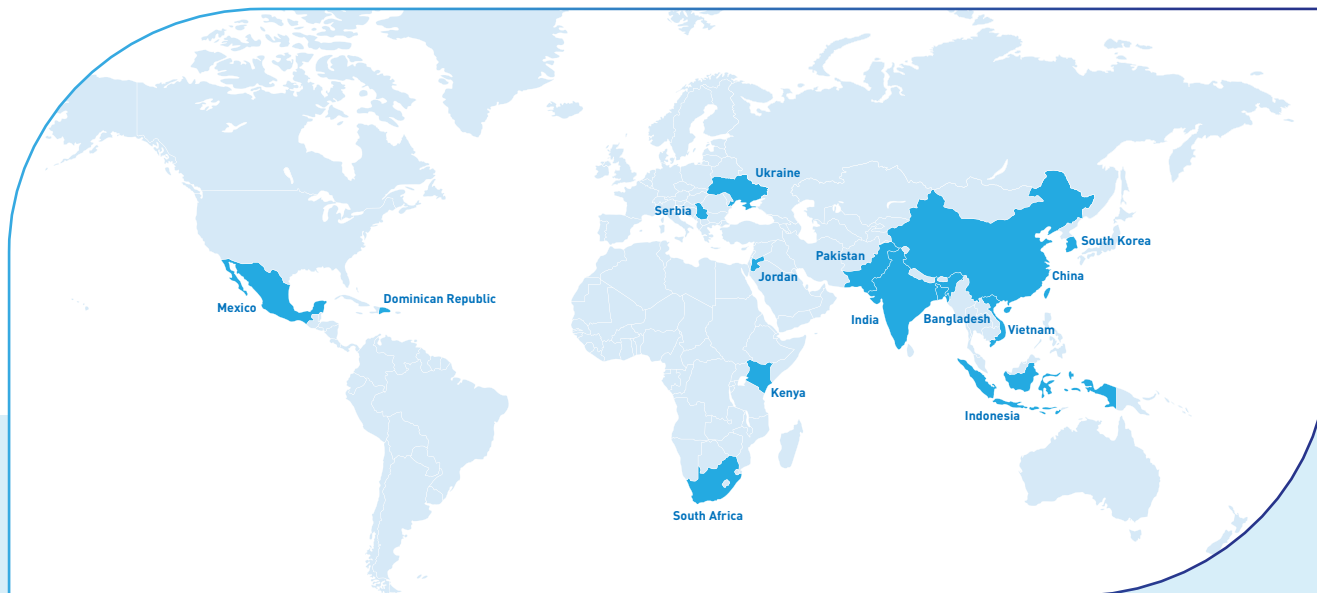 Ukraine
Serbia
South Korea
Pakistan
China
Jordan
Dominican Republic
Mexico
India
Bangladesh
Vietnam
Kenya
Indonesia
South Africa